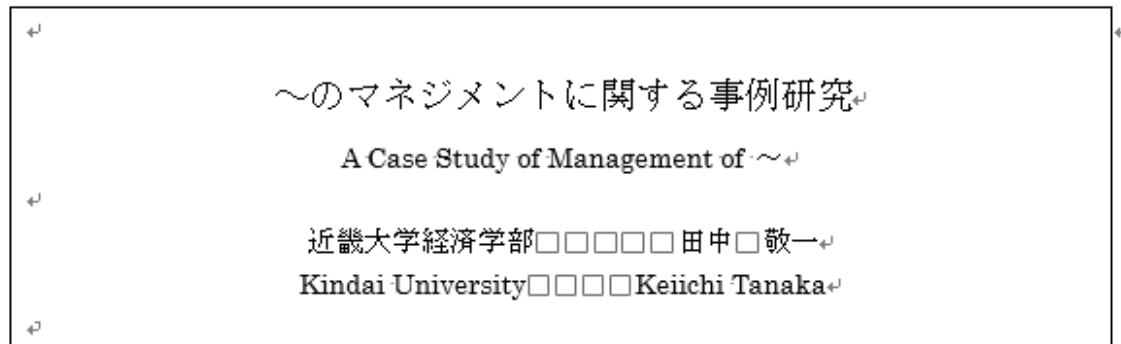 ～のマネジメントに関する事例研究
A Case Study of Management of ～
近畿大学経済学部□□□□□田中□敬一
Kindai University□□□□Keiichi Tanaka